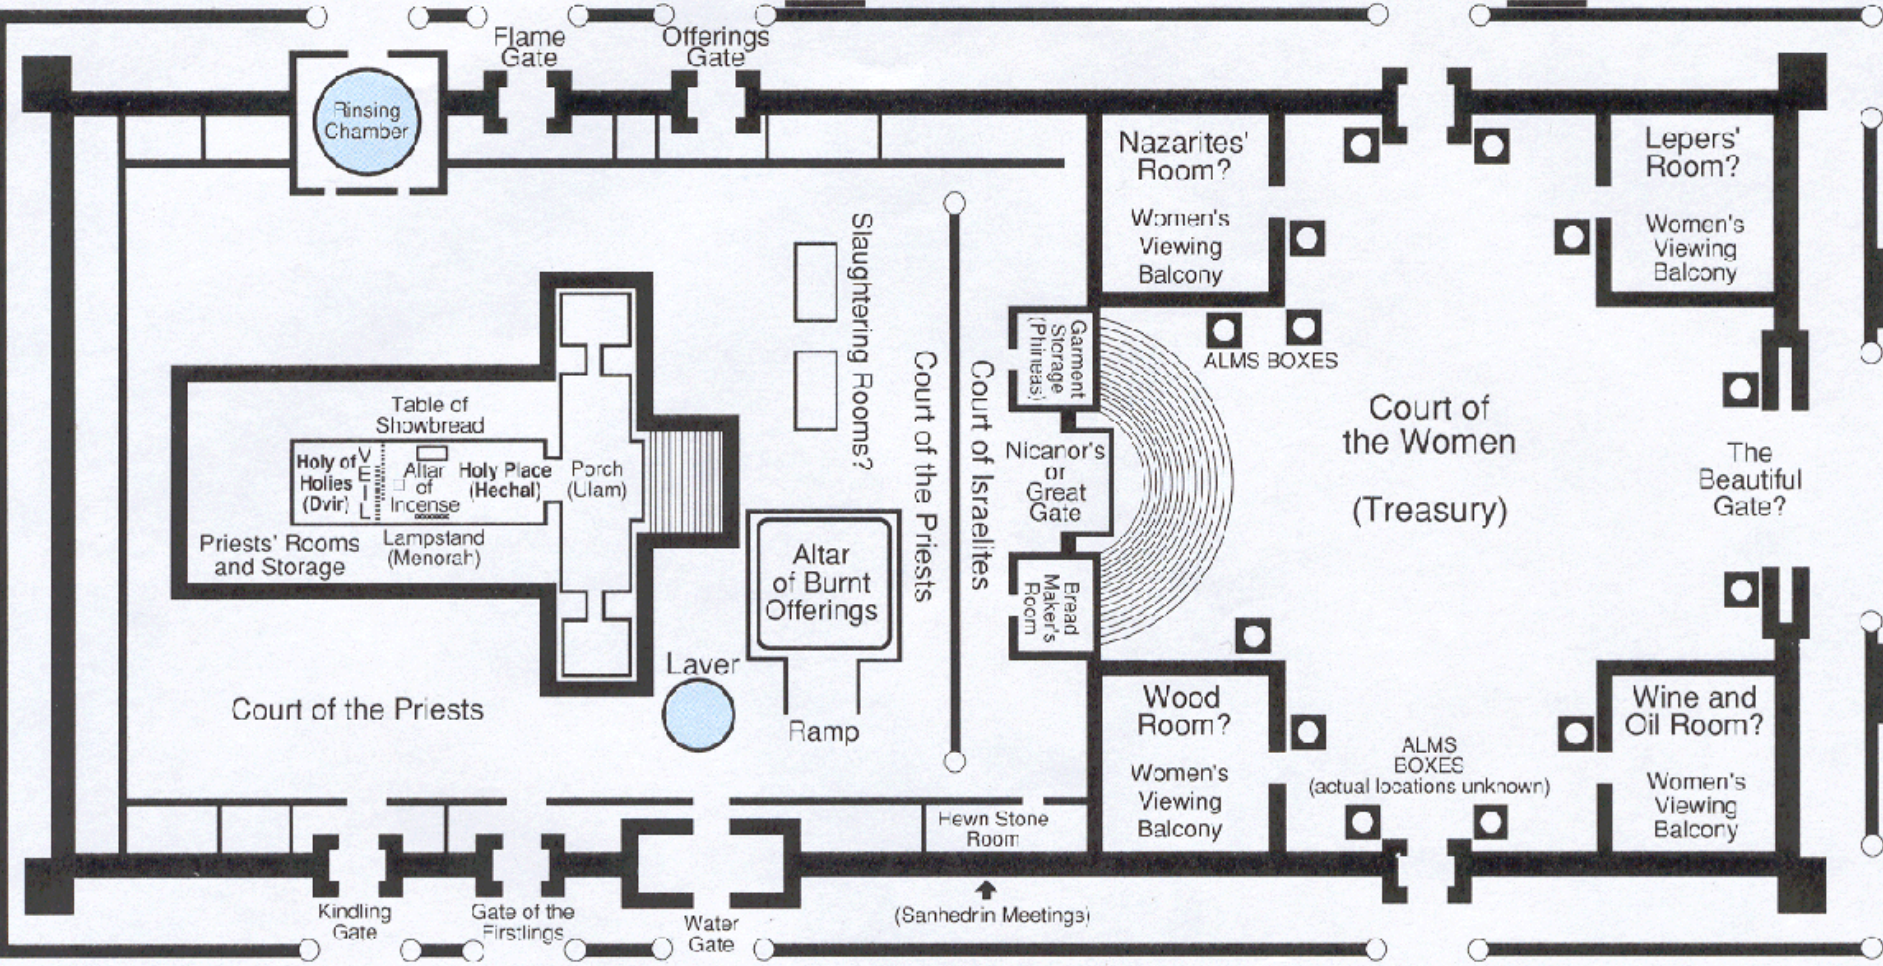 Flame
Gate
Offerings
Gate
Rinsing
Chamber
Nazarites'
Room?
Women's
Viewing
Balcony
Lepers'
Room?
Women's
Viewing
Balcony
Slaughtering Rooms?
Court of the Priests
Court of Israelites
Garment
Storage
(Phineas)
ALMS BOXES
Nicanor's
or
Great
Gate
Court of
the Women
(Treasury)
The
Beautiful
Gate?
Table of
Showbread
Holy of
Holies
(Dvir)
VEIL
Altar
of
Incense
Holy Place
(Hechal)
Porch
(Ulam)
Lampstand
(Menorah)
Priests' Rooms
and Storage
Altar
of Burnt
Offerings
Bread
Maker's
Room
Laver
Ramp
Court of the Priests
Wood
Room?
Women's
Viewing
Balcony
ALMS
BOXES
(actual locations unknown)
Wine and
Oil Room?
Women's
Viewing
Balcony
Hewn Stone
Room
Kindling
Gate
Gate of the
Firstlings
Water
Gate
(Sanhedrin Meetings)